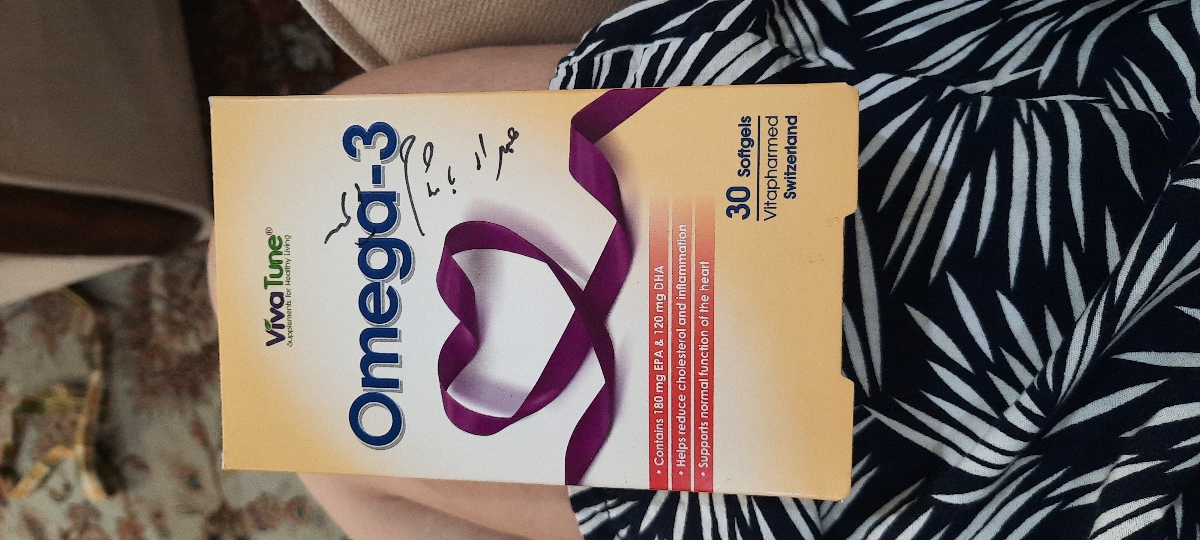 VivaTune®
Supplements for Healthy Living
Omega-3
• Contains 180 mg EPA & 120 mg DHA
• Helps reduce cholesterol and inflammation
• Supports normal function of the heart
30 Softgels
Vitapharmed
Switzerland